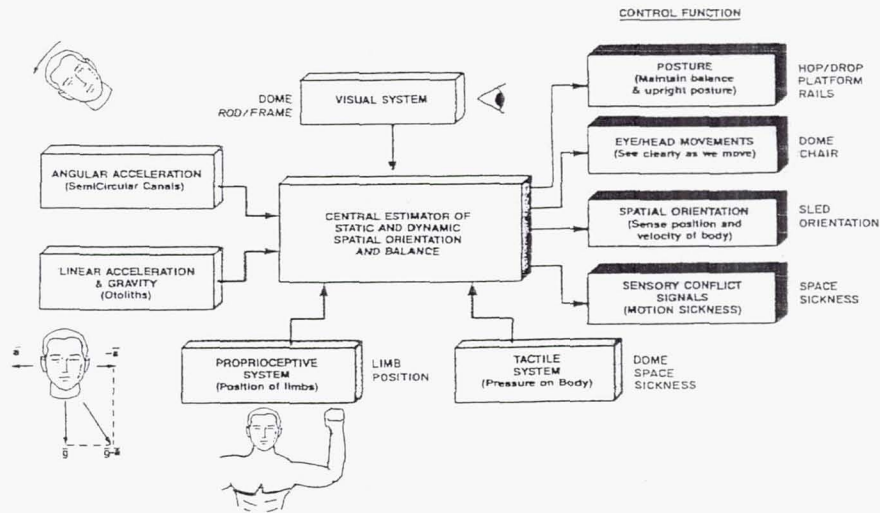 CONTROL FUNCTION
POSTURE
(Maintain balance
& upright posture)
HOP/DROP
PLATFORM
RAILS
DOME
ROD/FRAME
VISUAL SYSTEM
EYE/HEAD MOVEMENTS
(See clearly as we move)
DOME
CHAIR
ANGULAR ACCELERATION
(SemiCircular Canals)
CENTRAL ESTIMATOR OF
STATIC AND DYNAMIC
SPATIAL ORIENTATION
AND BALANCE
SPATIAL ORIENTATION
(Sense position and
velocity of body)
SLED
ORIENTATION
LINEAR ACCELERATION
& GRAVITY
(Otoliths)
SENSORY CONFLICT
SIGNALS
(MOTION SICKNESS)
SPACE
SICKNESS
a
-a
PROPRIOCEPTIVE
SYSTEM
(Position of limbs)
LIMB
POSITION
TACTILE
SYSTEM
(Pressure on Body)
DOME
SPACE
SICKNESS
g
g-a